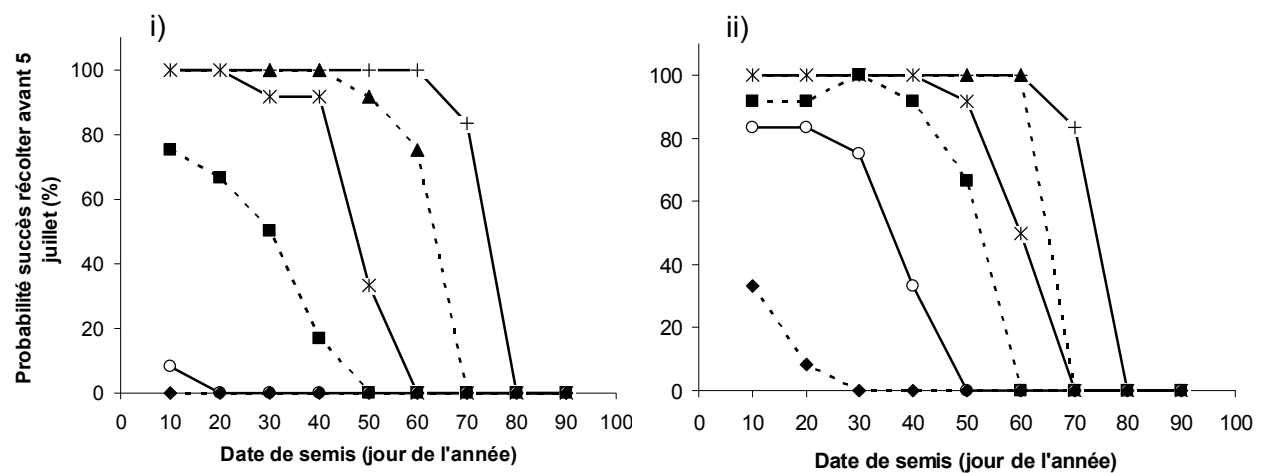 i)
Probabilité succès récolter avant 5
juillet (%)
100
80
60
40
20
0
0 10 20 30 40 50 60 70 80 90 100
Date de semis (jour de l'année)
ii)
100
80
60
40
20
0
0 10 20 30 40 50 60 70 80 90 100
Date de semis (jour de l'année)